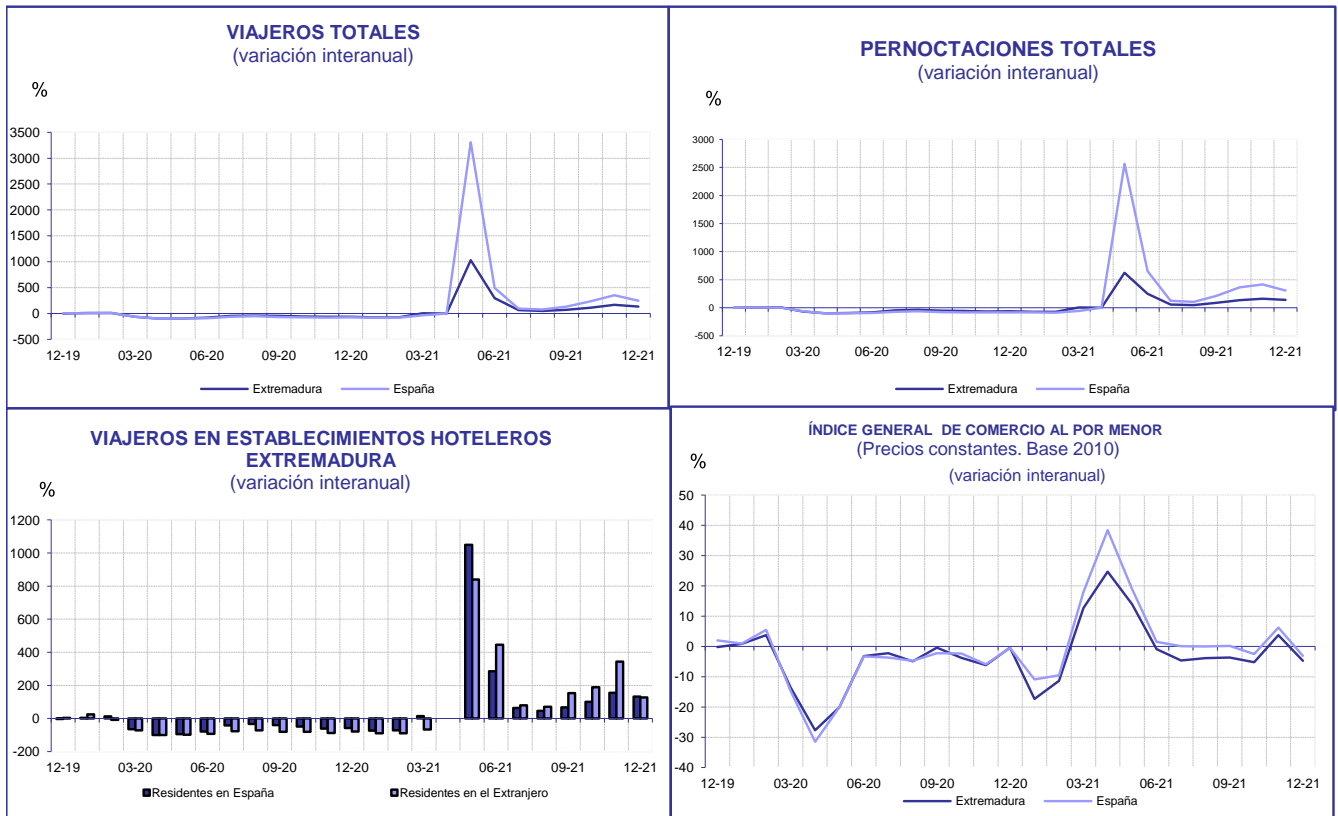 VIAJEROS TOTALES
(variación interanual)
%
3500
3000
2500
2000
1500
1000
500
0
-500
12-19 03-20 06-20 09-20 12-20 03-21 06-21 09-21 12-21
Extremadura España
PERNOCTACIONES TOTALES
(variación interanual)
%
3000
2500
2000
1500
1000
500
0
-500
12-19 03-20 06-20 09-20 12-20 03-21 06-21 09-21 12-21
Extremadura España
VIAJEROS EN ESTABLECIMIENTOS HOTELEROS
EXTREMADURA
(variación interanual)
%
1200
1000
800
600
400
200
0
-200
12-19 03-20 06-20 09-20 12-20 03-21 06-21 09-21 12-21
Residentes en España Residentes en el Extranjero
ÍNDICE GENERAL DE COMERCIO AL POR MENOR
(Precios constantes. Base 2010)
(variación interanual)
%
50
40
30
20
10
0
-10
-20
-30
-40
12-19 03-20 06-20 09-20 12-20 03-21 06-21 09-21 12-21
Extremadura España